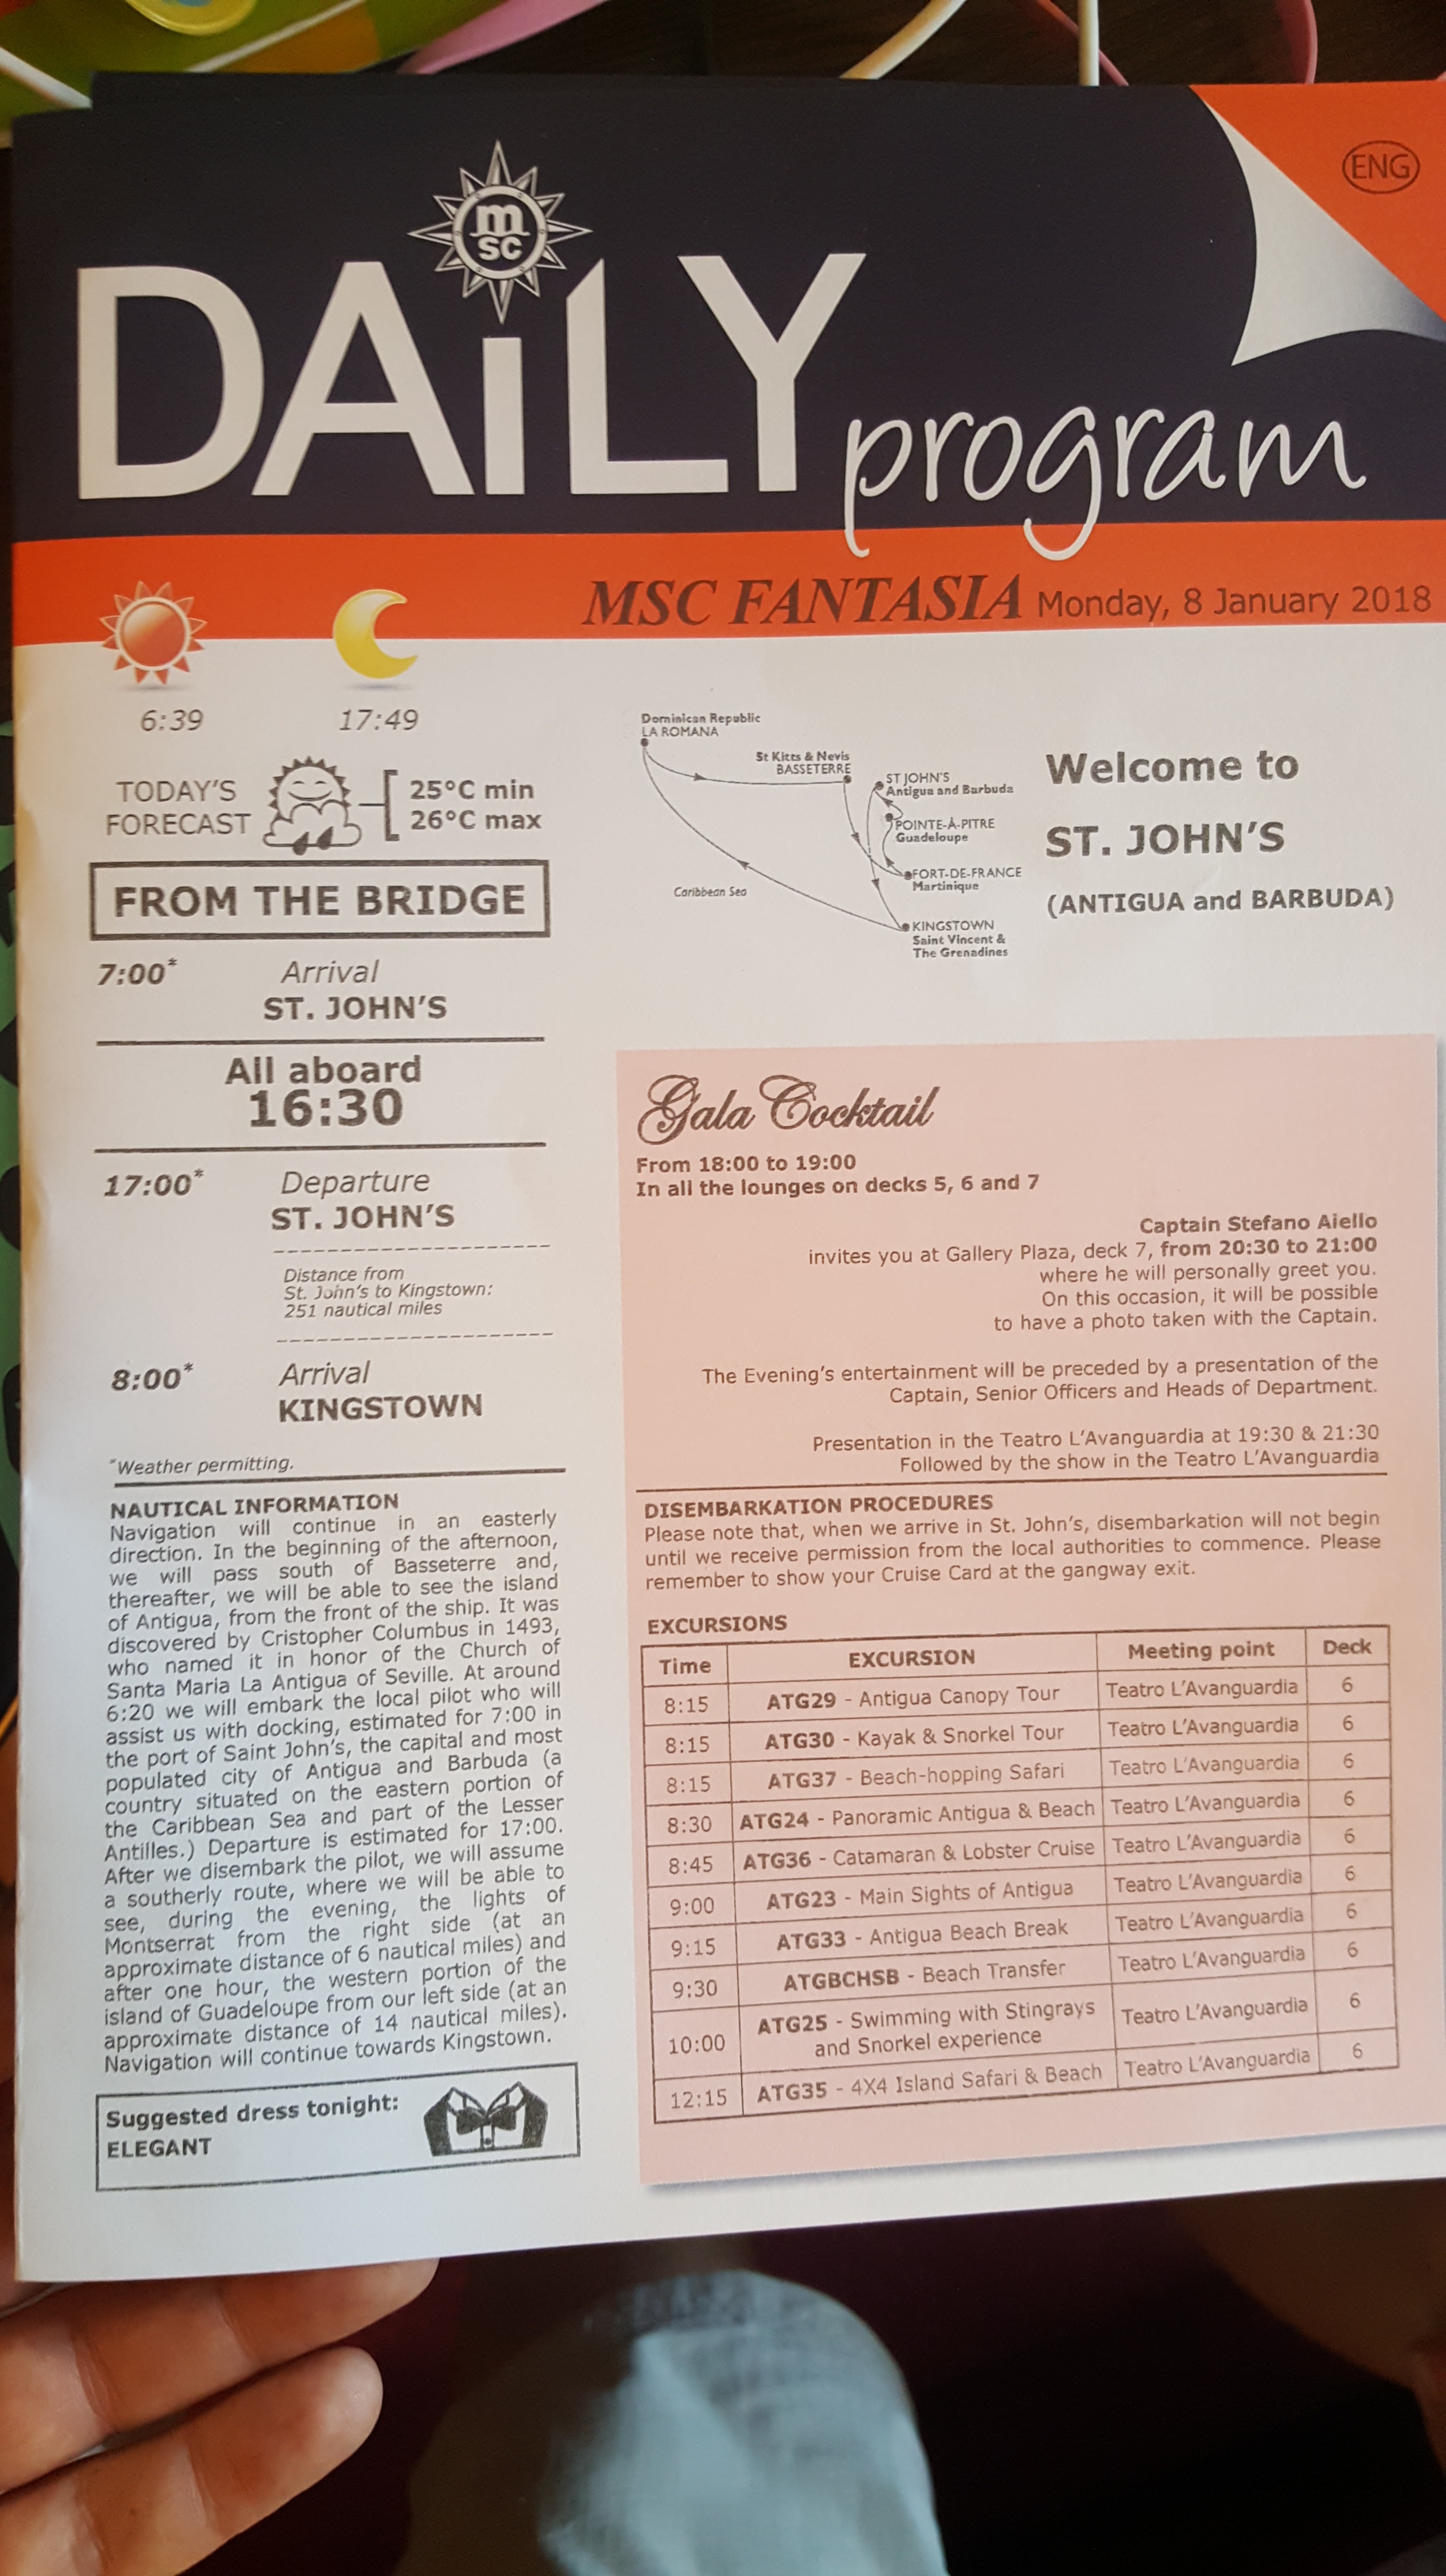 ENG
msc
DAiLY program
MSC FANTASIA Monday, 8 January 2018
6:39
17:49
TODAY'S
FORECAST
25°C min
26°C max
FROM THE BRIDGE
7:00* Arrival
ST. JOHN'S
All aboard
16:30
17:00* Departure
ST. JOHN'S
Distance from
St. John's to Kingstown:
251 nautical miles
8:00* Arrival
KINGSTOWN
*Weather permitting.
NAUTICAL INFORMATION
Navigation will continue in an easterly
direction. In the beginning of the afternoon,
we will pass south of Basseterre and,
thereafter, we will be able to see the island
of Antigua, from the front of the ship. It was
discovered by Cristopher Columbus in 1493,
who named it in honor of the Church of
Santa Maria La Antigua of Seville. At around
6:20 we will embark the local pilot who will
assist us with docking, estimated for 7:00 in
the port of Saint John's, the capital and most
populated city of Antigua and Barbuda (a
country situated on the eastern portion of
the Caribbean Sea and part of the Lesser
Antilles.) Departure is estimated for 17:00.
After we disembark the pilot, we will assume
a southerly route, where we will be able to
see, during the evening, the lights of
Montserrat from the right side (at an
approximate distance of 6 nautical miles) and
after one hour, the western portion of the
island of Guadeloupe from our left side (at an
approximate distance of 14 nautical miles).
Navigation will continue towards Kingstown.
Suggested dress tonight:
ELEGANT
Dominican Republic
LA ROMANA
St Kitts & Nevis
BASSETERRE
ST JOHN'S
Antigua and Barbuda
POINTE-À-PITRE
Guadeloupe
FORT-DE-FRANCE
Martinique
Caribbean Sea
KINGSTOWN
Saint Vincent &
The Grenadines
Welcome to
ST. JOHN'S
(ANTIGUA and BARBUDA)
Gala Cocktail
From 18:00 to 19:00
In all the lounges on decks 5, 6 and 7
Captain Stefano Aiello
invites you at Gallery Plaza, deck 7, from 20:30 to 21:00
where he will personally greet you.
On this occasion, it will be possible
to have a photo taken with the Captain.
The Evening's entertainment will be preceded by a presentation of the
Captain, Senior Officers and Heads of Department.
Presentation in the Teatro L'Avanguardia at 19:30 & 21:30
Followed by the show in the Teatro L'Avanguardia
DISEMBARKATION PROCEDURES
Please note that, when we arrive in St. John's, disembarkation will not begin
until we receive permission from the local authorities to commence. Please
remember to show your Cruise Card at the gangway exit.
EXCURSIONS
Time EXCURSION Meeting point Deck
8:15 ATG29 - Antigua Canopy Tour Teatro L'Avanguardia 6
8:15 ATG30 - Kayak & Snorkel Tour Teatro L'Avanguardia 6
8:15 ATG37 - Beach-hopping Safari Teatro L'Avanguardia 6
8:30 ATG24 - Panoramic Antigua & Beach Teatro L'Avanguardia 6
8:45 ATG36 - Catamaran & Lobster Cruise Teatro L'Avanguardia 6
9:00 ATG23 - Main Sights of Antigua Teatro L'Avanguardia 6
9:15 ATG33 - Antigua Beach Break Teatro L'Avanguardia 6
9:30 ATGBCHSB - Beach Transfer Teatro L'Avanguardia 6
10:00 ATG25 - Swimming with Stingrays
and Snorkel experience Teatro L'Avanguardia 6
12:15 ATG35 - 4X4 Island Safari & Beach Teatro L'Avanguardia 6